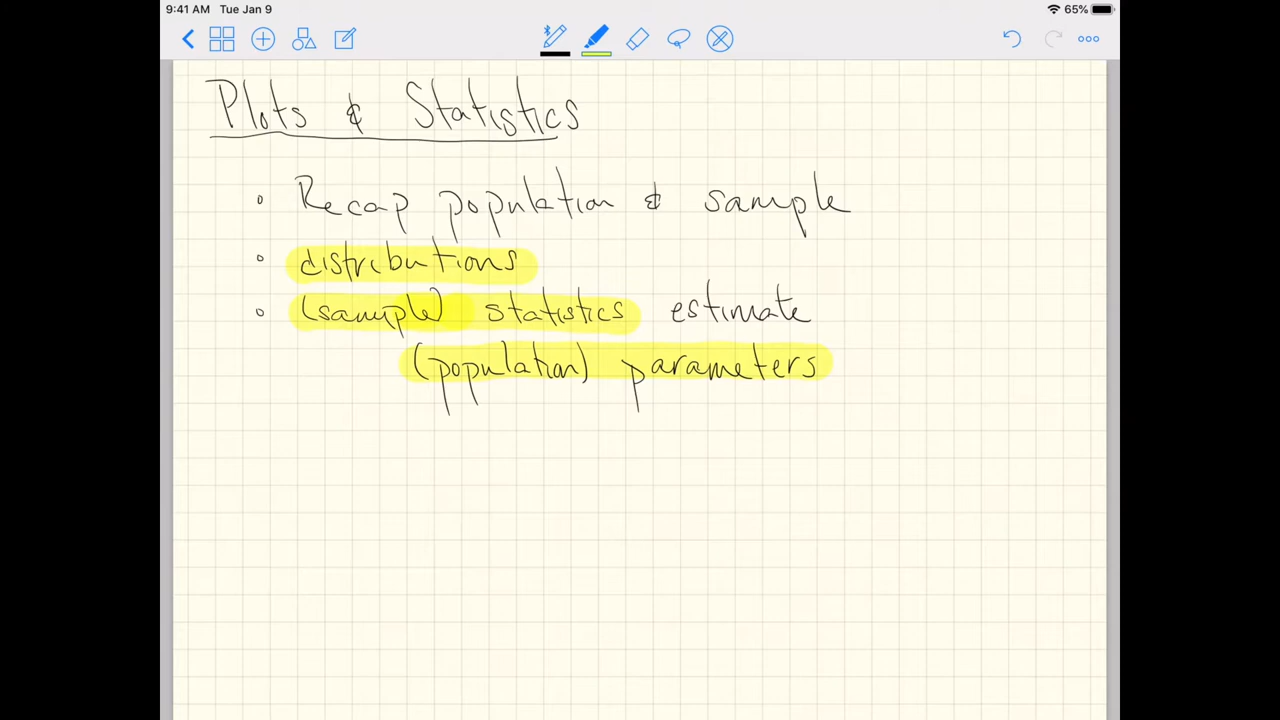 9:41 AM Tue Jan 9 65%
Plots & Statistics
◦ Recap population & sample
◦ distributions
◦ (sample) statistics estimate
(population) parameters